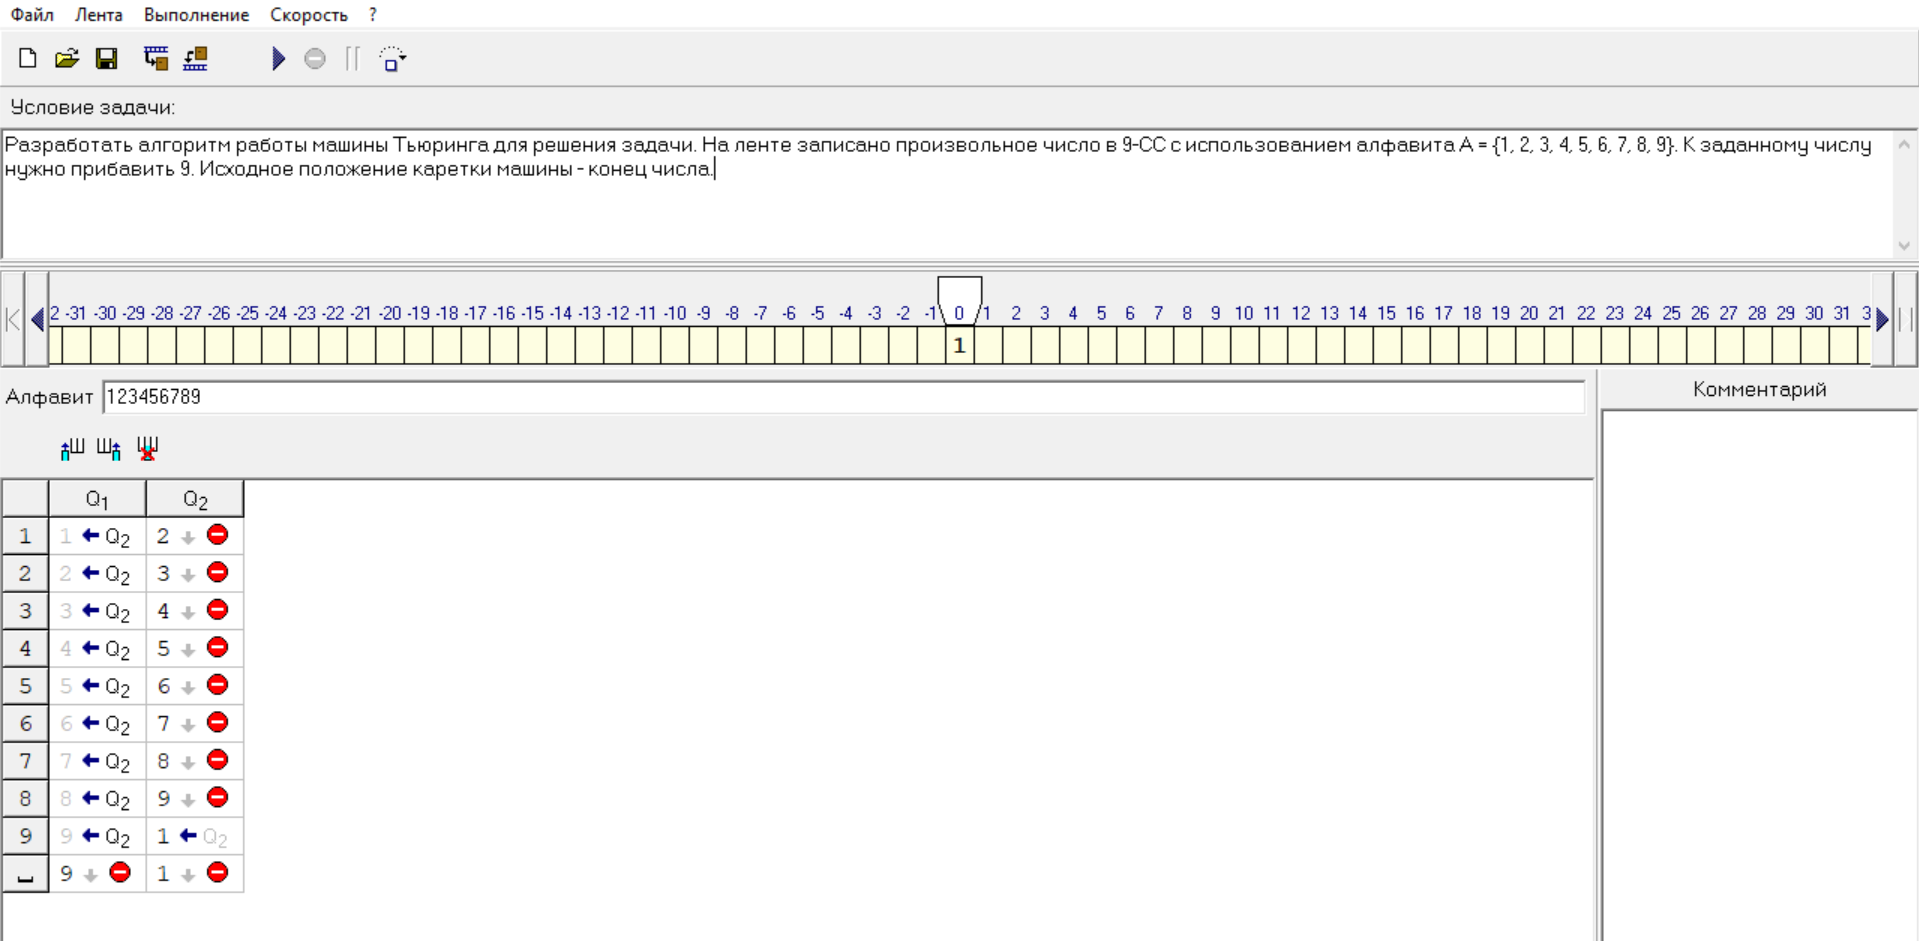 Файл Лента Выполнение Скорость ?
Условие задачи:
Разработать алгоритм работы машины Тьюринга для решения задачи. На ленте записано произвольное число в 9-СС с использованием алфавита A = {1, 2, 3, 4, 5, 6, 7, 8, 9}. К заданному числу
нужно прибавить 9. Исходное положение каретки машины - конец числа.
2 -31 -30 -29 -28 -27 -26 -25 -24 -23 -22 -21 -20 -19 -18 -17 -16 -15 -14 -13 -12 -11 -10 -9 -8 -7 -6 -5 -4 -3 -2 -1 0 1 2 3 4 5 6 7 8 9 10 11 12 13 14 15 16 17 18 19 20 21 22 23 24 25 26 27 28 29 30 31 3
1
Алфавит 123456789
Комментарий
Q1 Q2
1 1 ← Q2 2 ↓
2 2 ← Q2 3 ↓
3 3 ← Q2 4 ↓
4 4 ← Q2 5 ↓
5 5 ← Q2 6 ↓
6 6 ← Q2 7 ↓
7 7 ← Q2 8 ↓
8 8 ← Q2 9 ↓
9 9 ← Q2 1 ← Q2
␣ 9 ↓ 1 ↓